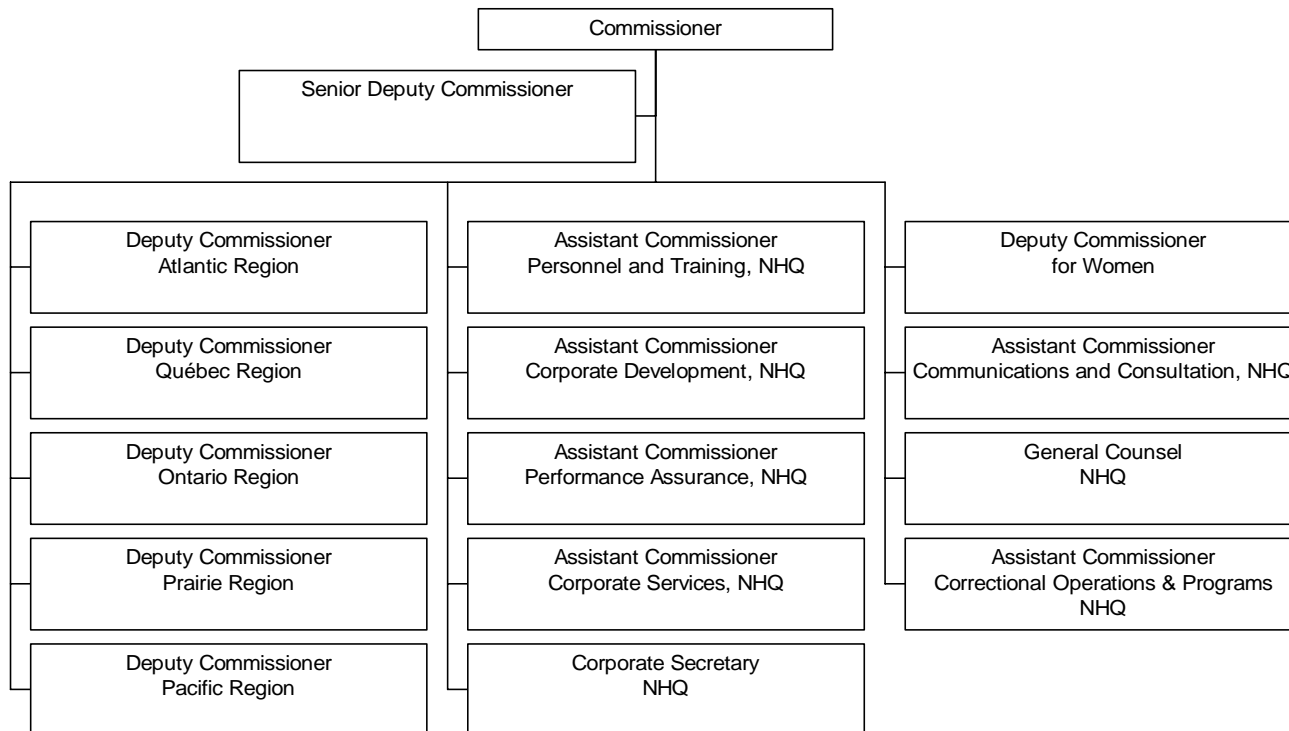 Commissioner
Senior Deputy Commissioner
Deputy Commissioner
Atlantic Region
Deputy Commissioner
Québec Region
Deputy Commissioner
Ontario Region
Deputy Commissioner
Prairie Region
Deputy Commissioner
Pacific Region
Assistant Commissioner
Personnel and Training, NHQ
Assistant Commissioner
Corporate Development, NHQ
Assistant Commissioner
Performance Assurance, NHQ
Assistant Commissioner
Corporate Services, NHQ
Corporate Secretary
NHQ
Deputy Commissioner
for Women
Assistant Commissioner
Communications and Consultation, NHQ
General Counsel
NHQ
Assistant Commissioner
Correctional Operations & Programs
NHQ